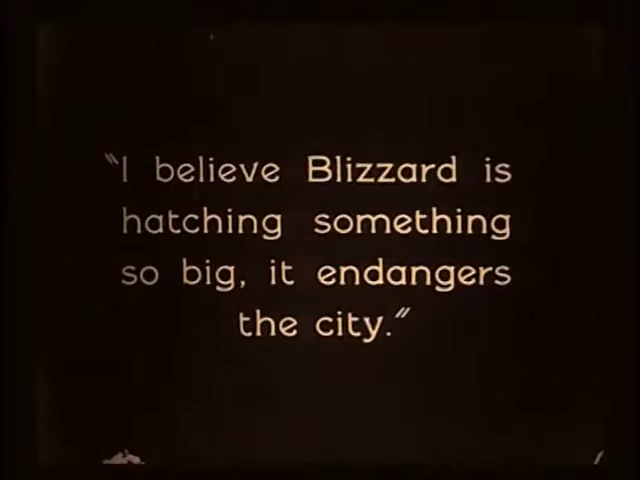 "I believe Blizzard is
hatching something
so big, it endangers
the city."